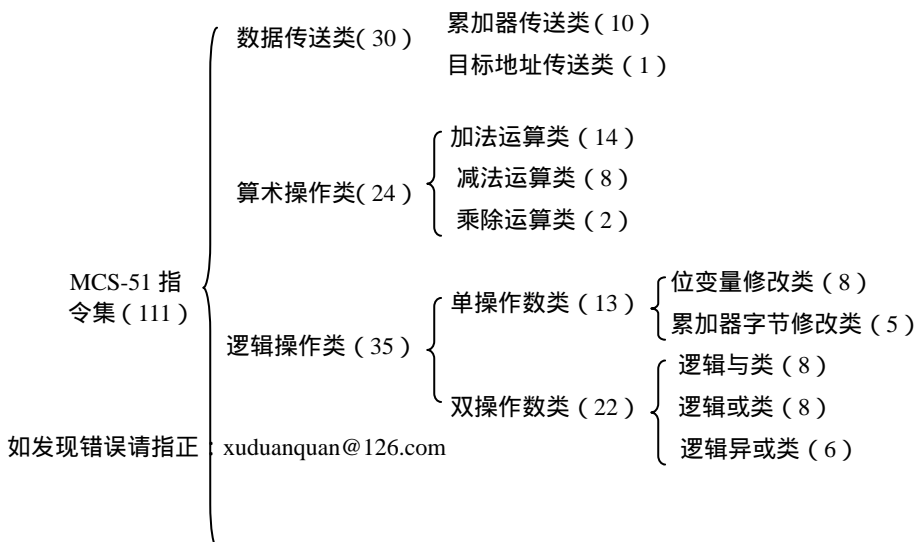 数据传送类( 30 )
累加器传送类 ( 10 )
目标地址传送类 ( 1 )
算术操作类( 24 )
加法运算类 ( 14 )
减法运算类 ( 8 )
乘除运算类 ( 2 )
MCS-51 指
令集 ( 111 )
逻辑操作类 ( 35 )
单操作数类 ( 13 )
位变量修改类 ( 8 )
累加器字节修改类 ( 5 )
双操作数类 ( 22 )
逻辑与类 ( 8 )
逻辑或类 ( 8 )
逻辑异或类 ( 6 )
如发现错误请指正：xuduanquan@126.com